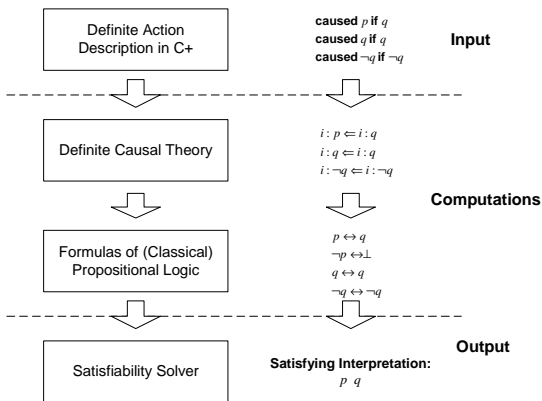 Definite Action
Description in C+
caused p if q
caused q if q
caused ¬q if ¬q
Input
Definite Causal Theory
i : p ⇐ i : q
i : q ⇐ i : q
i : ¬q ⇐ i : ¬q
Computations
Formulas of (Classical)
Propositional Logic
p ↔ q
¬p ↔⊥
q ↔ q
¬q ↔ ¬q
Output
Satisfiability Solver
Satisfying Interpretation:
p q